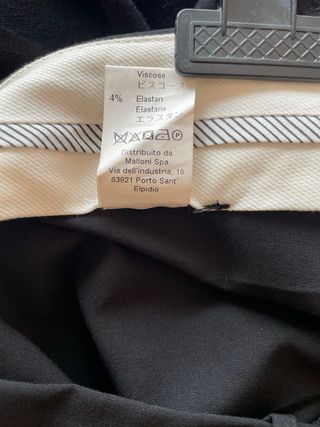 Viscose
ビスコース
4% Elastan
Elastane
エラスタン
Distribuito da
Malloni Spa
Via dell'industria, 18
63821 Porto Sant'
Elpidio